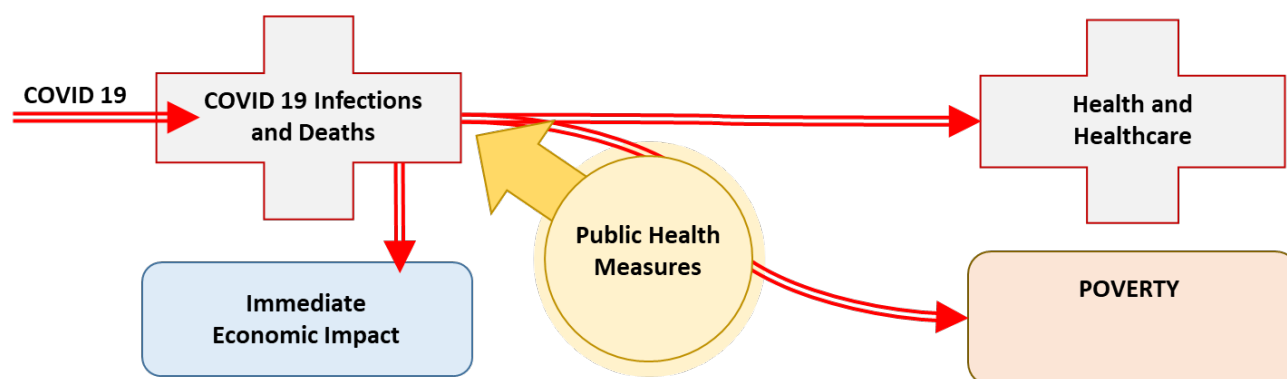 COVID 19
COVID 19 Infections
and Deaths
Health and
Healthcare
Public Health
Measures
Immediate
Economic Impact
POVERTY